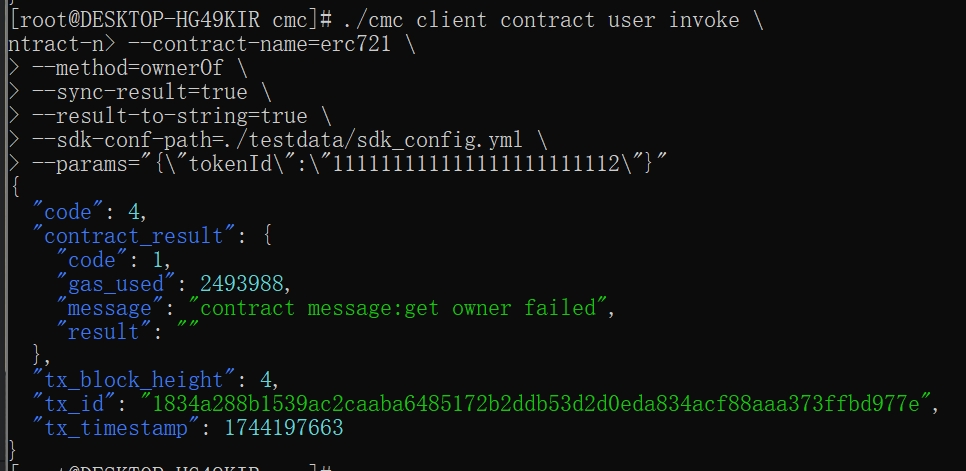 [root@DESKTOP-HG49KIR cmc]# ./cmc client contract user invoke \
ntract-n> --contract-name=erc721 \
> --method=ownerOf \
> --sync-result=true \
> --result-to-string=true \
> --sdk-conf-path=./testdata/sdk_config.yml \
> --params="{\"tokenId\":\"111111111111111111111112\"}"
{
  "code": 4,
  "contract_result": {
    "code": 1,
    "gas_used": 2493988,
    "message": "contract message:get owner failed",
    "result": ""
  },
  "tx_block_height": 4,
  "tx_id": "1834a288b1539ac2caaba6485172b2ddb53d2d0eda834acf88aaa373ffbd977e",
  "tx_timestamp": 1744197663
}